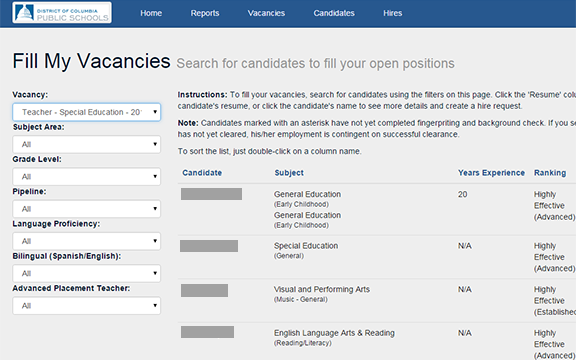 DISTRICT OF COLUMBIA
PUBLIC SCHOOLS
Home Reports Vacancies Candidates Hires
Fill My Vacancies Search for candidates to fill your open positions
Vacancy:
Teacher - Special Education - 20
Subject Area:
All
Grade Level:
All
Pipeline:
All
Language Proficiency:
All
Bilingual (Spanish/English):
All
Advanced Placement Teacher:
All
Instructions: To fill your vacancies, search for candidates using the filters on this page. Click the 'Resume' colu
candidate's resume, or click the candidate's name to see more details and create a hire request.
Note: Candidates marked with an asterisk have not yet completed fingerprinting and background check. If you se
has not yet cleared, his/her employment is contingent on successful clearance.
To sort the list, just double-click on a column name.
Candidate Subject Years Experience Ranking
General Education 20 Highly
(Early Childhood) Effective
General Education (Advanced)
(Early Childhood)
Special Education N/A Highly
(General) Effective
(Advanced)
Visual and Performing Arts N/A Highly
(Music - General) Effective
(Established
English Language Arts & Reading N/A Highly
(Reading/Literacy) Effective
(Advanced)